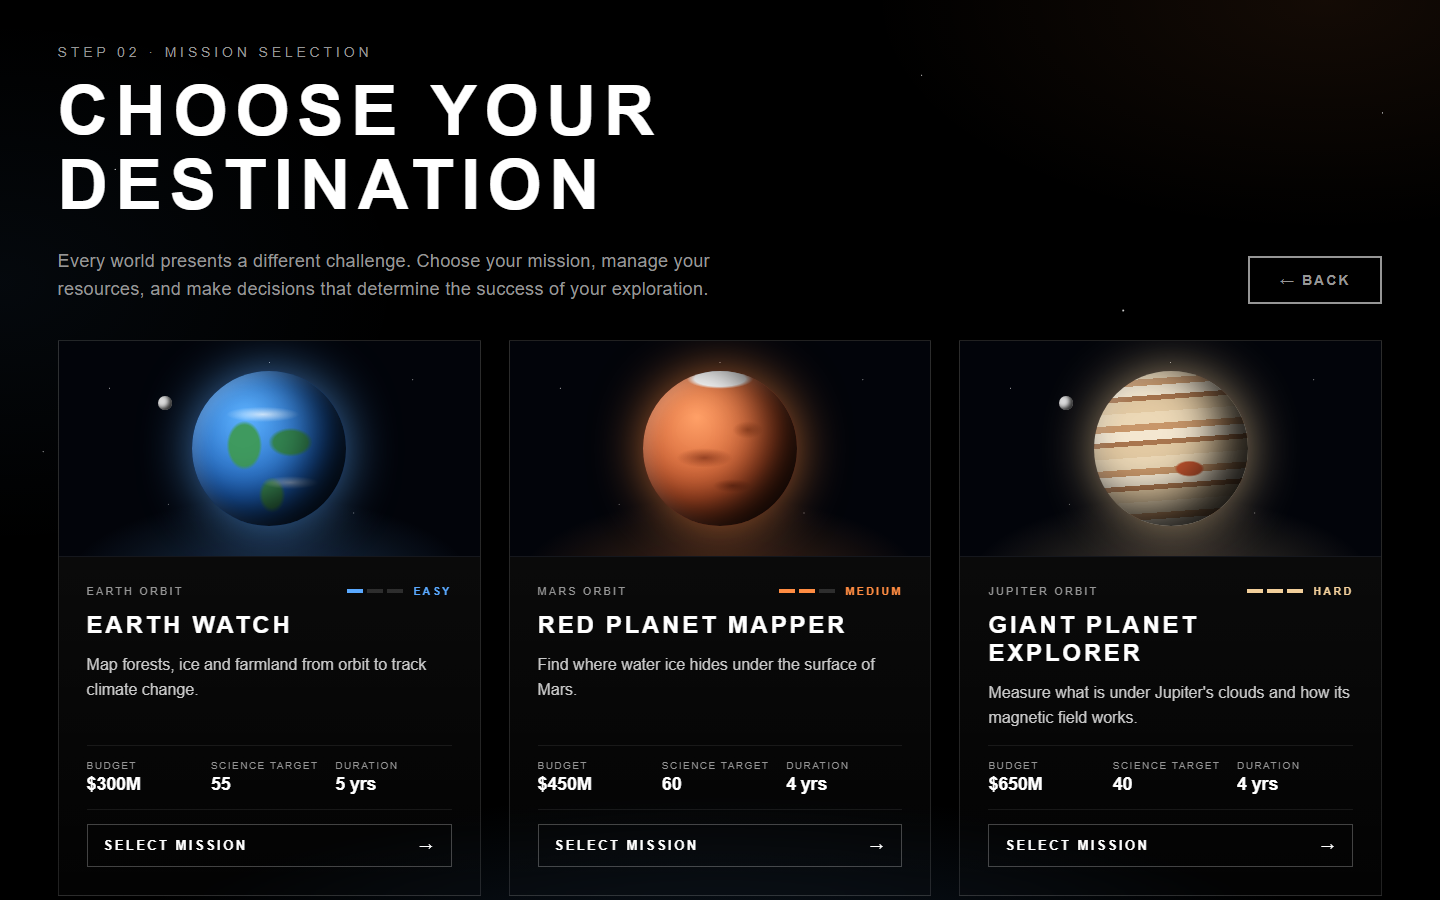 STEP 02 · MISSION SELECTION
CHOOSE YOUR
DESTINATION
Every world presents a different challenge. Choose your mission, manage your
resources, and make decisions that determine the success of your exploration.
← BACK
EARTH ORBIT
EASY
EARTH WATCH
Map forests, ice and farmland from orbit to track
climate change.
BUDGET SCIENCE TARGET DURATION
$300M 55 5 yrs
SELECT MISSION →
MARS ORBIT
MEDIUM
RED PLANET MAPPER
Find where water ice hides under the surface of
Mars.
BUDGET SCIENCE TARGET DURATION
$450M 60 4 yrs
SELECT MISSION →
JUPITER ORBIT
HARD
GIANT PLANET
EXPLORER
Measure what is under Jupiter's clouds and how its
magnetic field works.
BUDGET SCIENCE TARGET DURATION
$650M 40 4 yrs
SELECT MISSION →